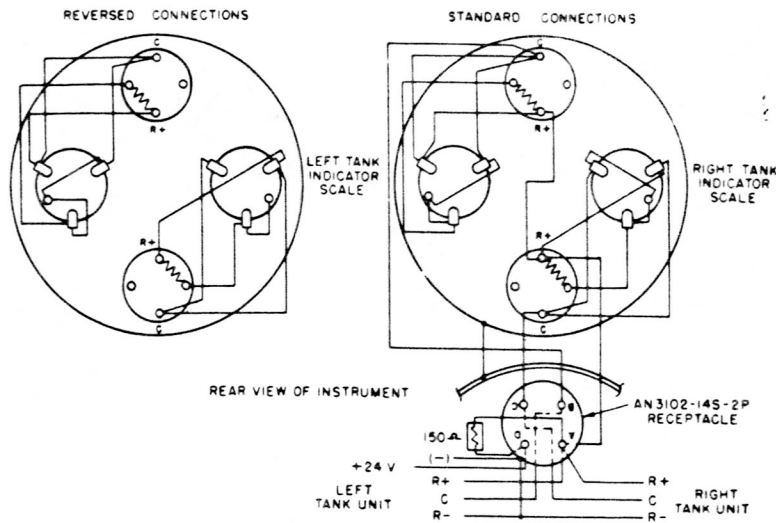 REVERSED CONNECTIONS
STANDARD CONNECTIONS
C
R+
LEFT TANK
INDICATOR
SCALE
R+
C
C
R+
RIGHT TANK
INDICATOR
SCALE
R+
C
REAR VIEW OF INSTRUMENT
AN3102-14S-2P
RECEPTACLE
C
B
D
A
150Ω
(-)
+24 V
R+
LEFT
TANK UNIT
C
R-
R+
C
RIGHT
TANK UNIT
R-